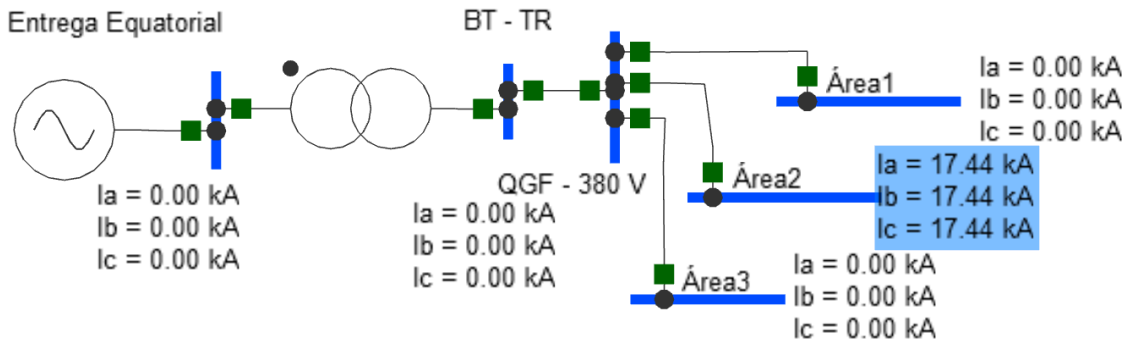 Entrega Equatorial
BT - TR
Área1
Ia = 0.00 kA
Ib = 0.00 kA
Ic = 0.00 kA
Área2
Ia = 17.44 kA
Ib = 17.44 kA
Ic = 17.44 kA
QGF - 380 V
Ia = 0.00 kA
Ib = 0.00 kA
Ic = 0.00 kA
Ia = 0.00 kA
Ib = 0.00 kA
Ic = 0.00 kA
Área3
Ia = 0.00 kA
Ib = 0.00 kA
Ic = 0.00 kA